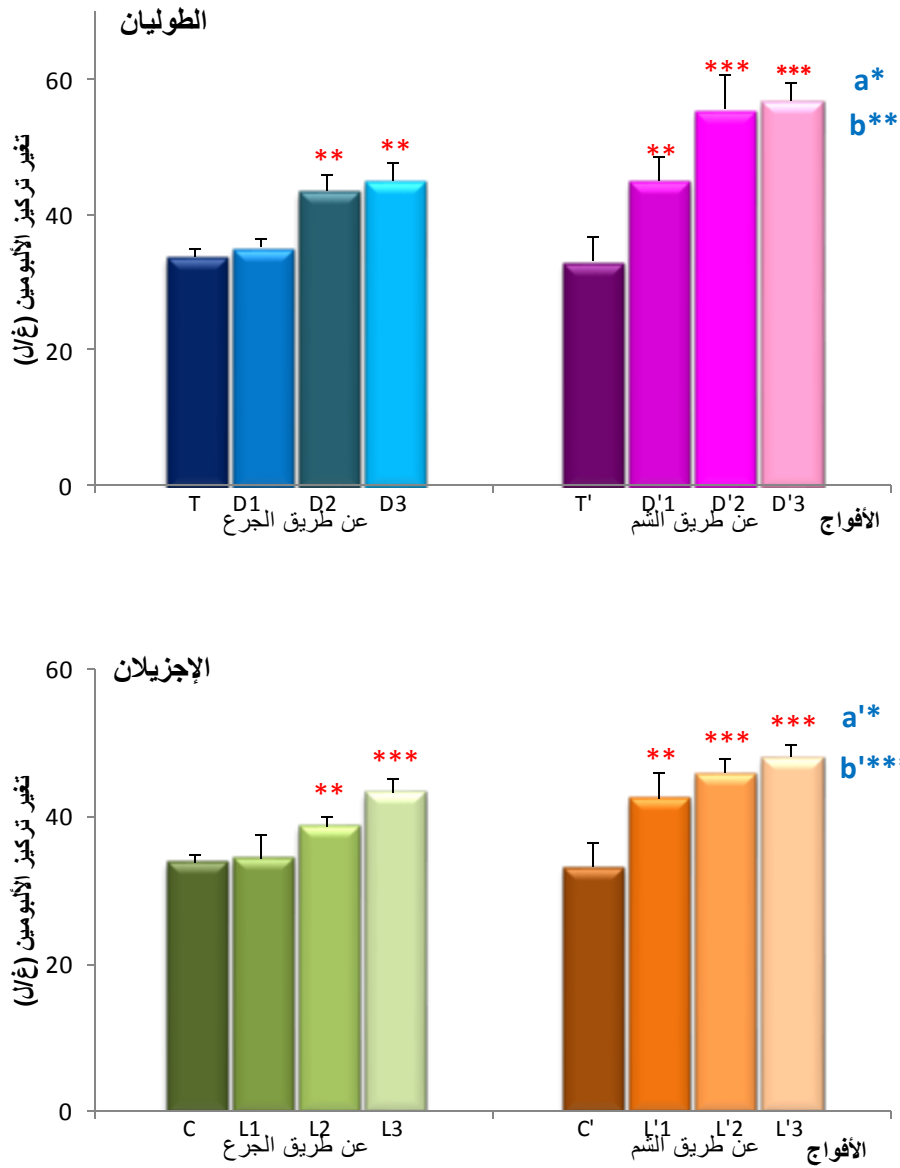 الطوليان
تغير تركيز الألبومين (غ/ل)
60
40
20
0
** ** ** *** ***
a*
b**
T D1 D2 D3 T' D'1 D'2 D'3
عن طريق الجرع
عن طريق الشم
الأفواج
الإجزيلان
تغير تركيز الألبومين (غ/ل)
60
40
20
0
** *** ** *** ***
a'*
b'***
C L1 L2 L3 C' L'1 L'2 L'3
عن طريق الجرع
عن طريق الشم
الأفواج